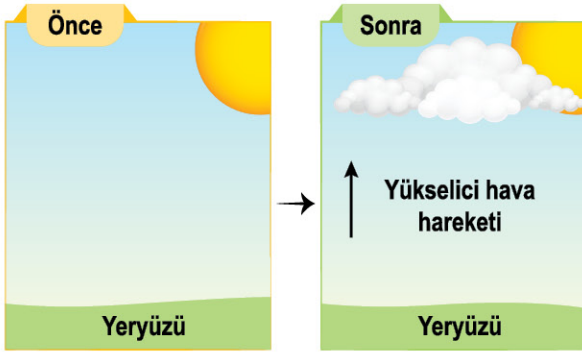 Önce
Sonra
Yükselici hava
hareketi
Yeryüzü
Yeryüzü